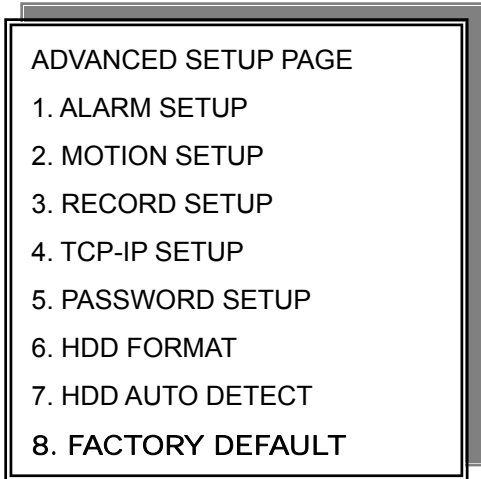 ADVANCED SETUP PAGE
1. ALARM SETUP
2. MOTION SETUP
3. RECORD SETUP
4. TCP-IP SETUP
5. PASSWORD SETUP
6. HDD FORMAT
7. HDD AUTO DETECT
8. FACTORY DEFAULT